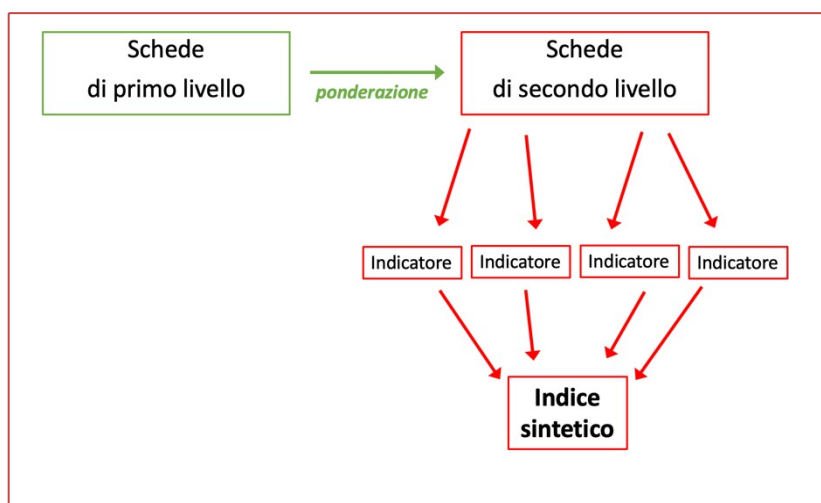 Schede
di primo livello
ponderazione
Schede
di secondo livello
Indicatore
Indicatore
Indicatore
Indicatore
Indice
sintetico